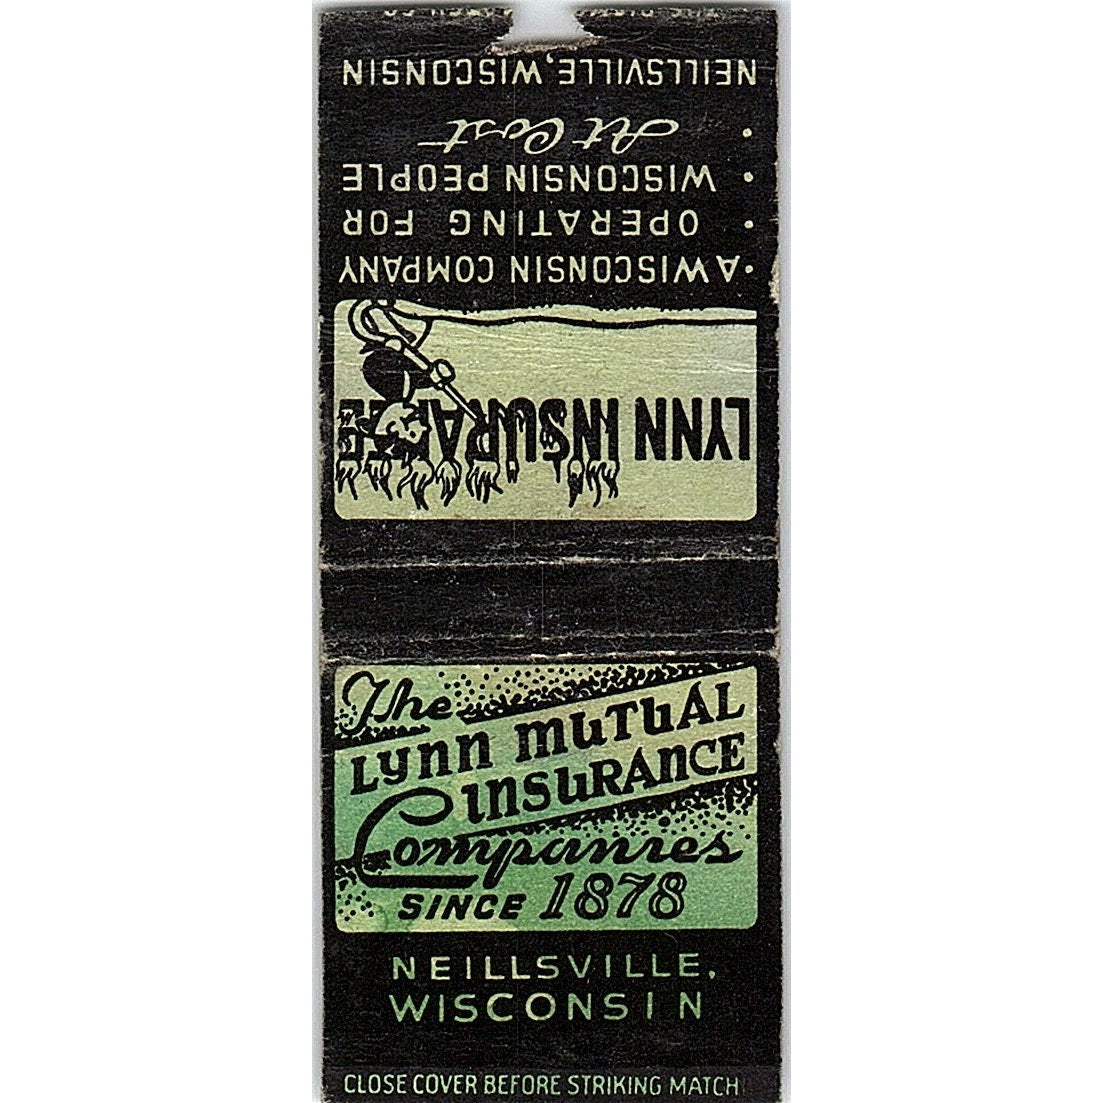 LYNN INSURANCE
• A WISCONSIN COMPANY
• OPERATING FOR
• WISCONSIN PEOPLE
• At Cost
NEILLSVILLE, WISCONSIN
The
Lynn Mutual
Insurance
Companies
SINCE 1878
NEILLSVILLE,
WISCONSIN
CLOSE COVER BEFORE STRIKING MATCH